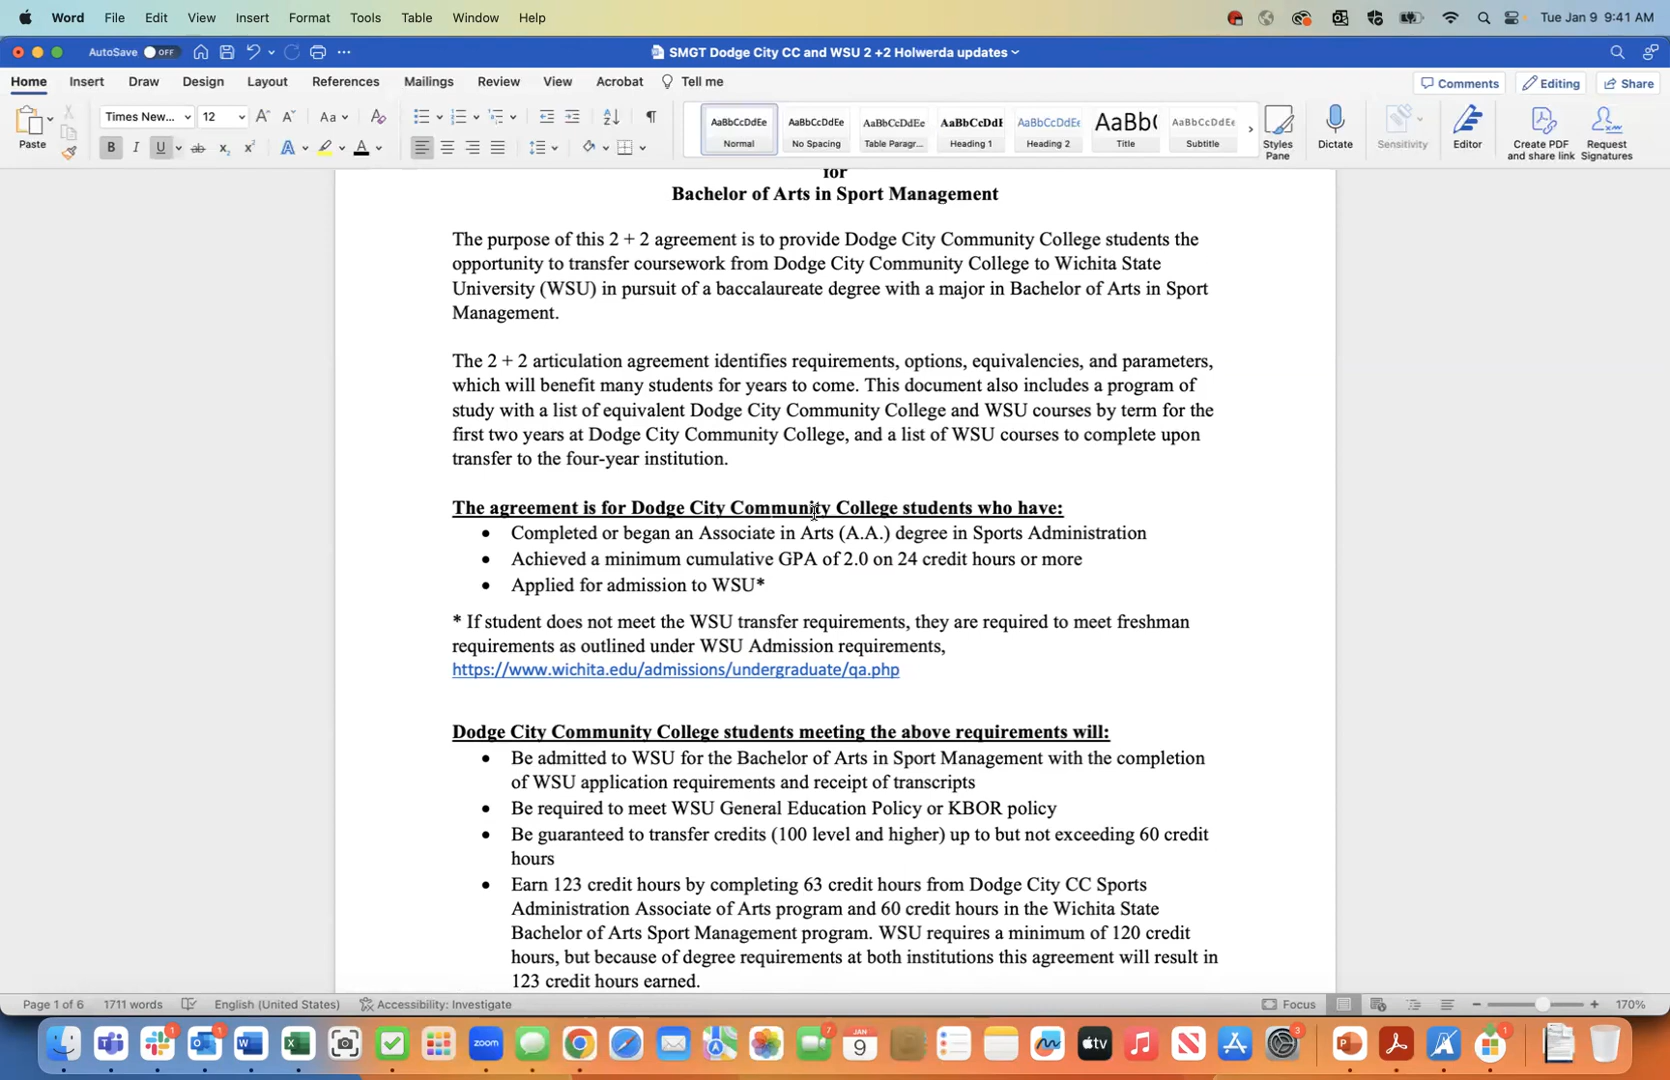 Word File Edit View Insert Format Tools Table Window Help Tue Jan 9 9:41 AM
AutoSave OFF SMGT Dodge City CC and WSU 2 +2 Holwerda updates
Home Insert Draw Design Layout References Mailings Review View Acrobat Tell me Comments Editing Share
Paste Times New... 12 Aa AaBbCcDdEe AaBbCcDdEe AaBbCcDdEe AaBbCcDdE AaBbCcDdEe AaBb( AaBbCcDdEe
Normal No Spacing Table Paragr... Heading 1 Heading 2 Title Subtitle Styles Pane Dictate Sensitivity Editor Create PDF and share link Request Signatures
for
Bachelor of Arts in Sport Management
The purpose of this 2 + 2 agreement is to provide Dodge City Community College students the
opportunity to transfer coursework from Dodge City Community College to Wichita State
University (WSU) in pursuit of a baccalaureate degree with a major in Bachelor of Arts in Sport
Management.
The 2 + 2 articulation agreement identifies requirements, options, equivalencies, and parameters,
which will benefit many students for years to come. This document also includes a program of
study with a list of equivalent Dodge City Community College and WSU courses by term for the
first two years at Dodge City Community College, and a list of WSU courses to complete upon
transfer to the four-year institution.
The agreement is for Dodge City Community College students who have:
• Completed or began an Associate in Arts (A.A.) degree in Sports Administration
• Achieved a minimum cumulative GPA of 2.0 on 24 credit hours or more
• Applied for admission to WSU*
* If student does not meet the WSU transfer requirements, they are required to meet freshman
requirements as outlined under WSU Admission requirements,
https://www.wichita.edu/admissions/undergraduate/qa.php
Dodge City Community College students meeting the above requirements will:
• Be admitted to WSU for the Bachelor of Arts in Sport Management with the completion
of WSU application requirements and receipt of transcripts
• Be required to meet WSU General Education Policy or KBOR policy
• Be guaranteed to transfer credits (100 level and higher) up to but not exceeding 60 credit
hours
• Earn 123 credit hours by completing 63 credit hours from Dodge City CC Sports
Administration Associate of Arts program and 60 credit hours in the Wichita State
Bachelor of Arts Sport Management program. WSU requires a minimum of 120 credit
hours, but because of degree requirements at both institutions this agreement will result in
123 credit hours earned.
Page 1 of 6 1711 words English (United States) Accessibility: Investigate Focus 170%
1 1 zoom 7 JAN 9 tv 3 1